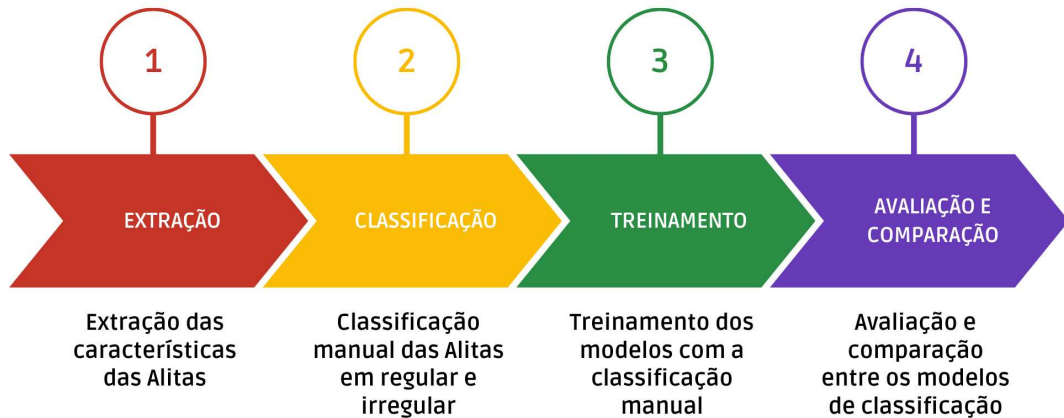 1
2
3
4
EXTRAÇÃO
CLASSIFICAÇÃO
TREINAMENTO
AVALIAÇÃO E
COMPARAÇÃO
Extração das
característícas
das Alitas
Classificação
manual das Alitas
em regular e
irregular
Treinamento dos
modelos com a
classificação
manual
Avaliação e
comparação
entre os modelos
de classificação